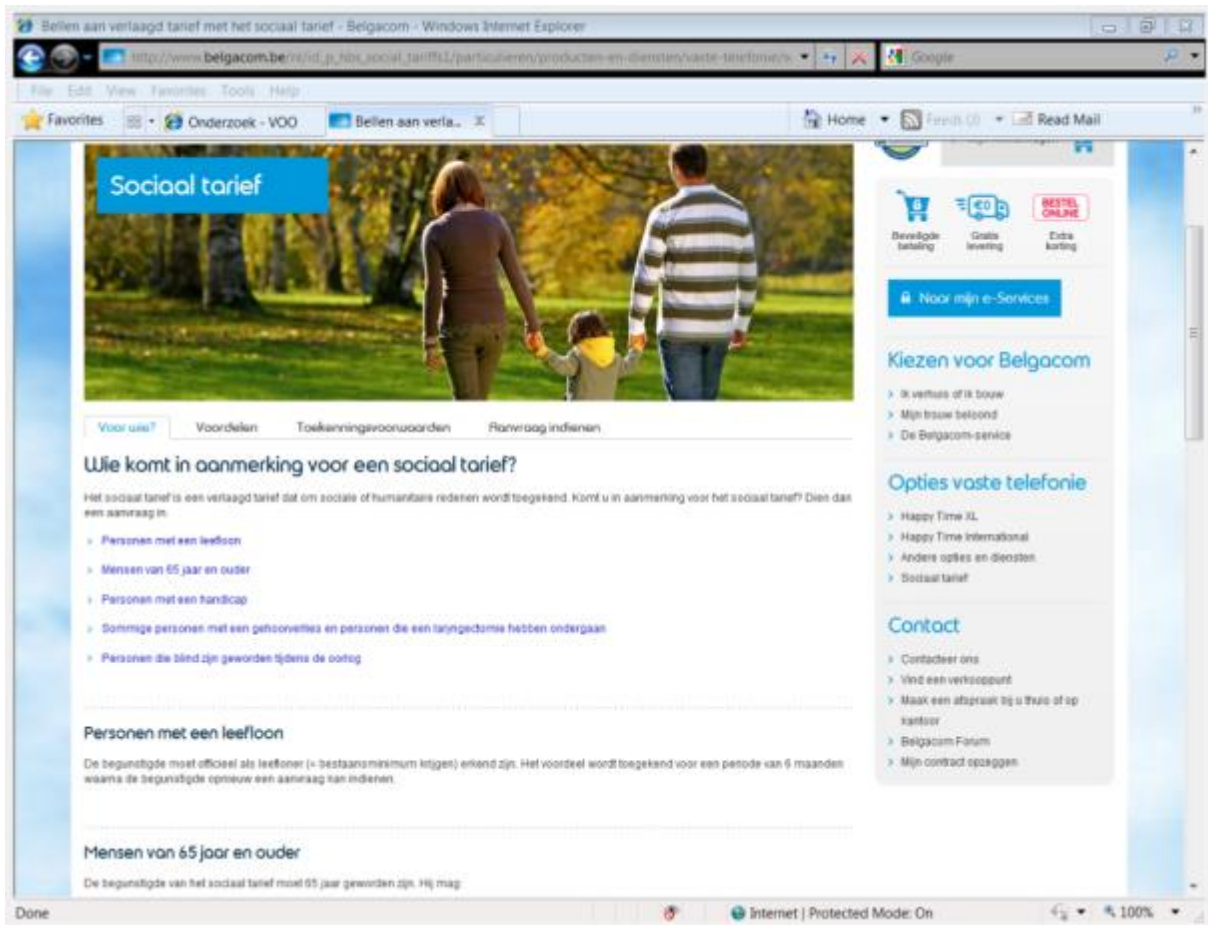 Bellen aan verlaagd tarief met het sociaal tarief - Belgacom - Windows Internet Explorer
http://www.belgacom.be/
Google
File Edit View Favorites Tools Help
Favorites
Onderzoek - VOO
Bellen aan verla...
Home
Read Mail
Sociaal tarief
Beveiligde betaling
Gratis levering
BESTEL ONLINE
Extra korting
Naar mijn e-Services
Kiezen voor Belgacom
Ik verhuis of ik bouw
Mijn trouw beloond
De Belgacom-service
Voor wie? Voordelen Toekenningsvoorwaarden Aanvraag indienen
Wie komt in aanmerking voor een sociaal tarief?
Het sociaal tarief is een verlaagd tarief dat om sociale of humanitaire redenen wordt toegekend. Komt u in aanmerking voor het sociaal tarief? Dien dan
een aanvraag in.
Personen met een leefloon
Mensen van 65 jaar en ouder
Personen met een handicap
Sommige personen met een gehoorverlies en personen die een laryngectomie hebben ondergaan
Personen die blind zijn geworden tijdens de oorlog
Opties vaste telefonie
Happy Time XL
Happy Time International
Andere opties en diensten
Sociaal tarief
Contact
Contacteer ons
Vind een verkooppunt
Maak een afspraak bij u thuis of op
kantoor
Belgacom Forum
Mijn contract opzeggen
Personen met een leefloon
De begunstigde moet officieel als leefloner (= bestaansminimum krijgen) erkend zijn. Het voordeel wordt toegekend voor een periode van 6 maanden
waarna de begunstigde opnieuw een aanvraag kan indienen.
Mensen van 65 jaar en ouder
De begunstigde van het sociaal tarief moet 65 jaar geworden zijn. Hij mag:
Done
Internet | Protected Mode: On
100%